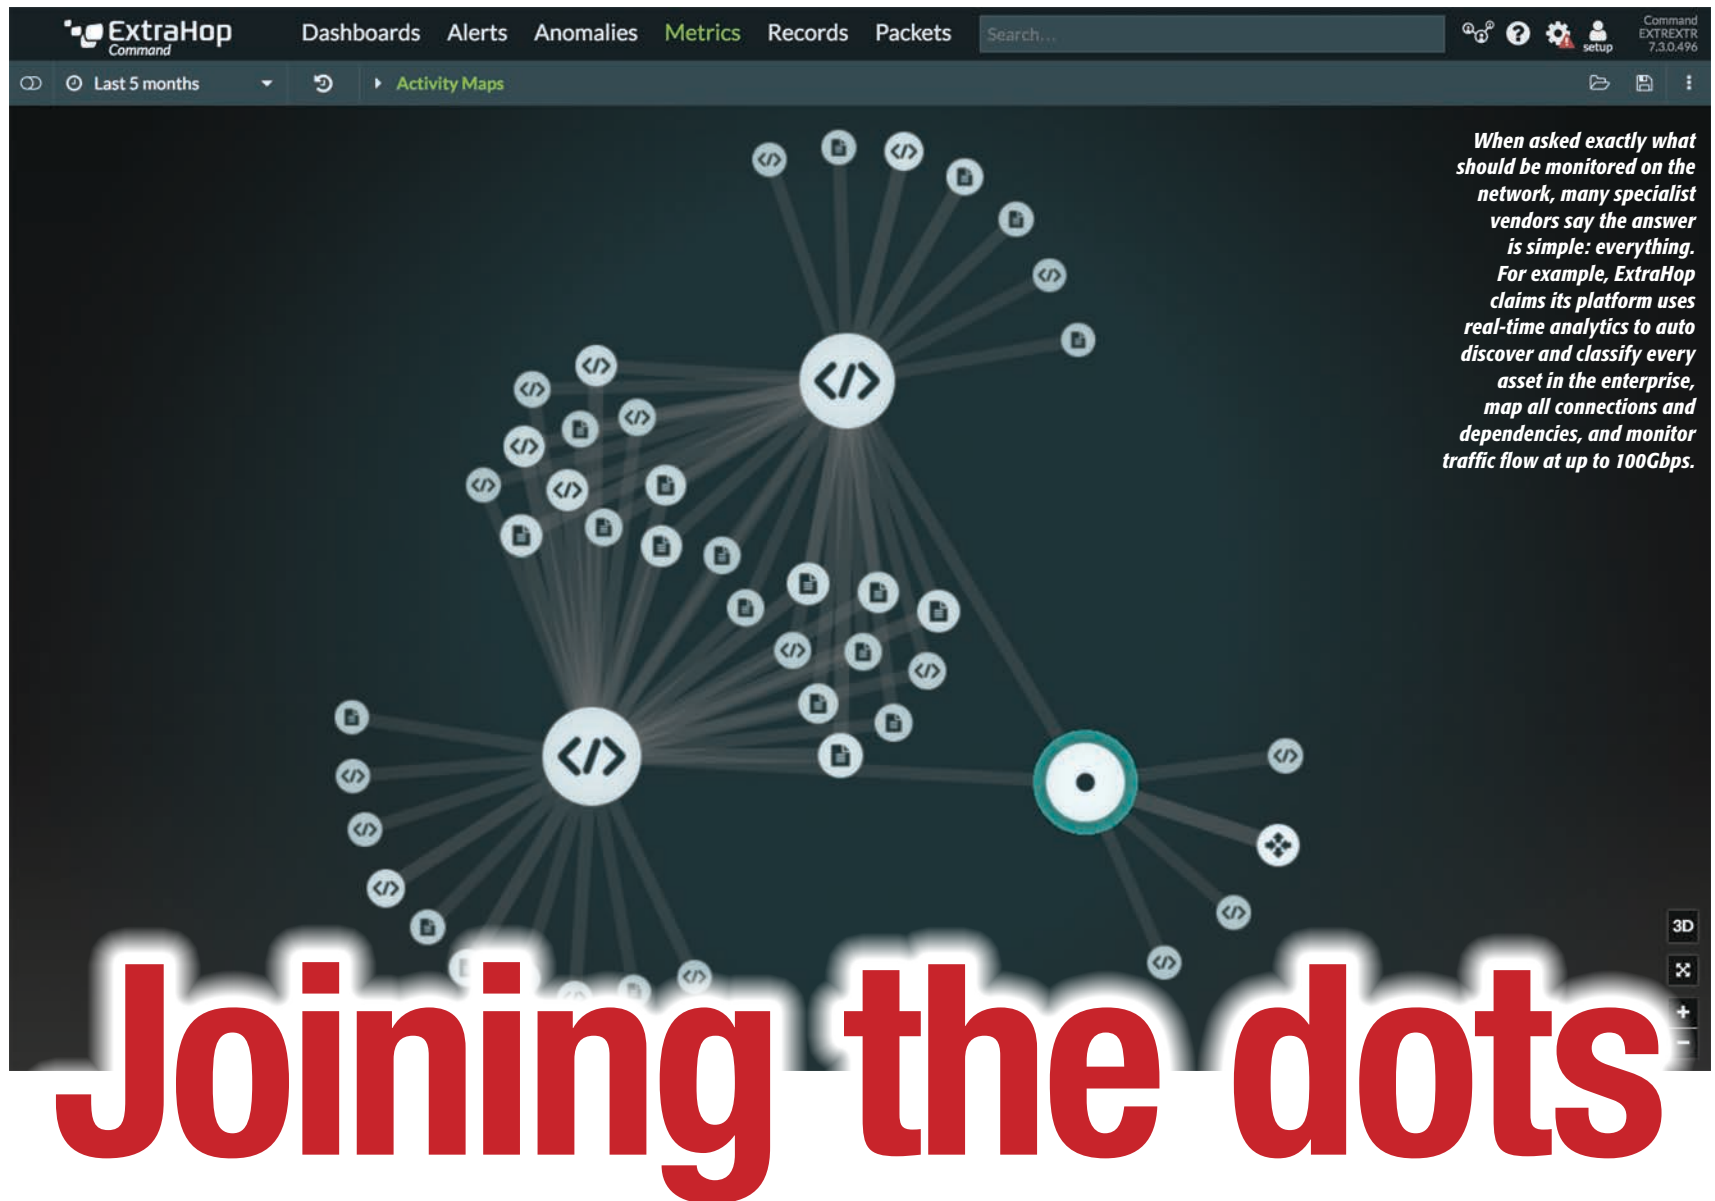 ExtraHop
Command
Dashboards Alerts Anomalies Metrics Records Packets Search...
setup
Command
EXTREXTR
7.3.0.496
Last 5 months
Activity Maps
When asked exactly what
should be monitored on the
network, many specialist
vendors say the answer
is simple: everything.
For example, ExtraHop
claims its platform uses
real-time analytics to auto
discover and classify every
asset in the enterprise,
map all connections and
dependencies, and monitor
traffic flow at up to 100Gbps.
3D
Joining the dots